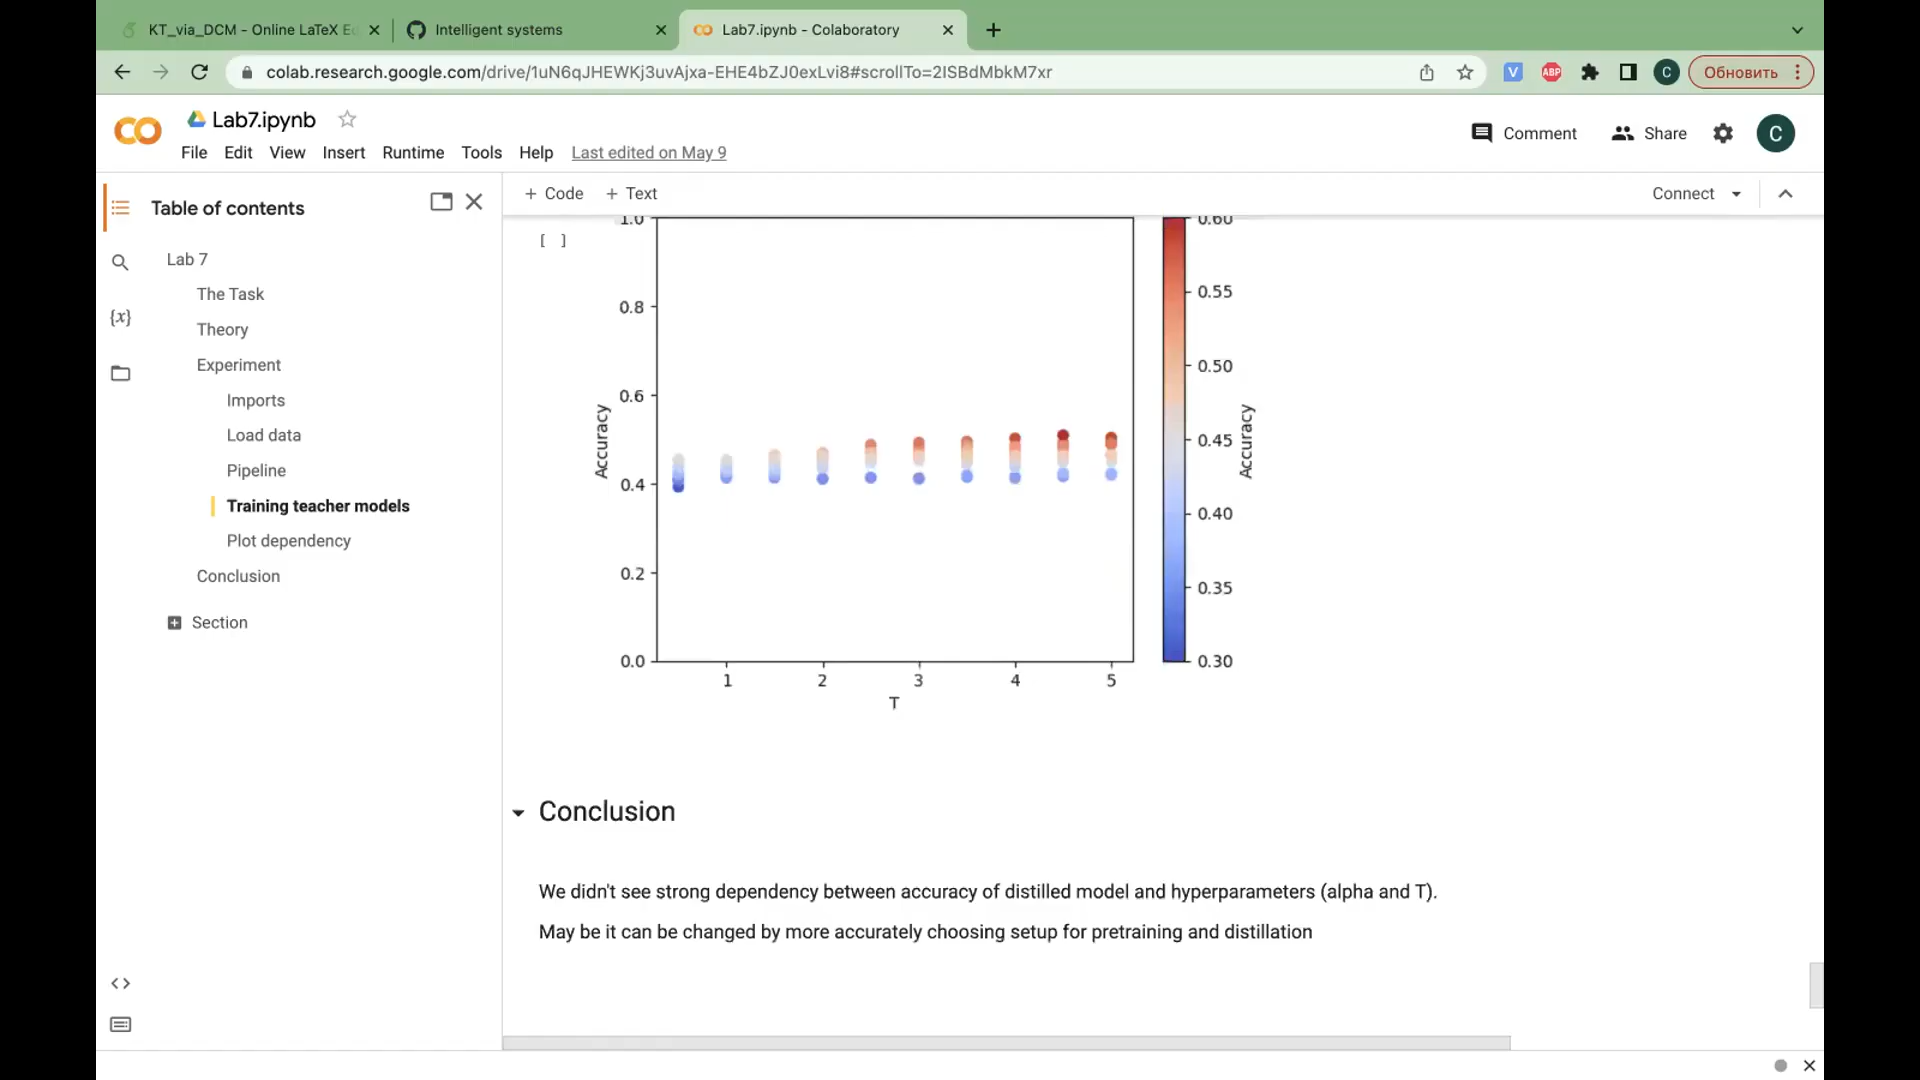 KT_via_DCM - Online LaTeX Ed
Intelligent systems
Lab7.ipynb - Colaboratory
colab.research.google.com/drive/1uN6qJHEWKj3uvAjxa-EHE4bZJ0exLvi8#scrollTo=2ISBdMbkM7xr
V
ABP
C
Обновить
Lab7.ipynb
Comment
Share
C
File Edit View Insert Runtime Tools Help Last edited on May 9
Table of contents
+ Code + Text
Connect
Lab 7
The Task
Theory
Experiment
Imports
Load data
Pipeline
Training teacher models
Plot dependency
Conclusion
Section
{x}
[ ]
1.0
0.8
0.6
0.4
0.2
0.0
Accuracy
1 2 3 4 5
T
0.60
0.55
0.50
0.45
0.40
0.35
0.30
Accuracy
Conclusion
We didn't see strong dependency between accuracy of distilled model and hyperparameters (alpha and T).
May be it can be changed by more accurately choosing setup for pretraining and distillation